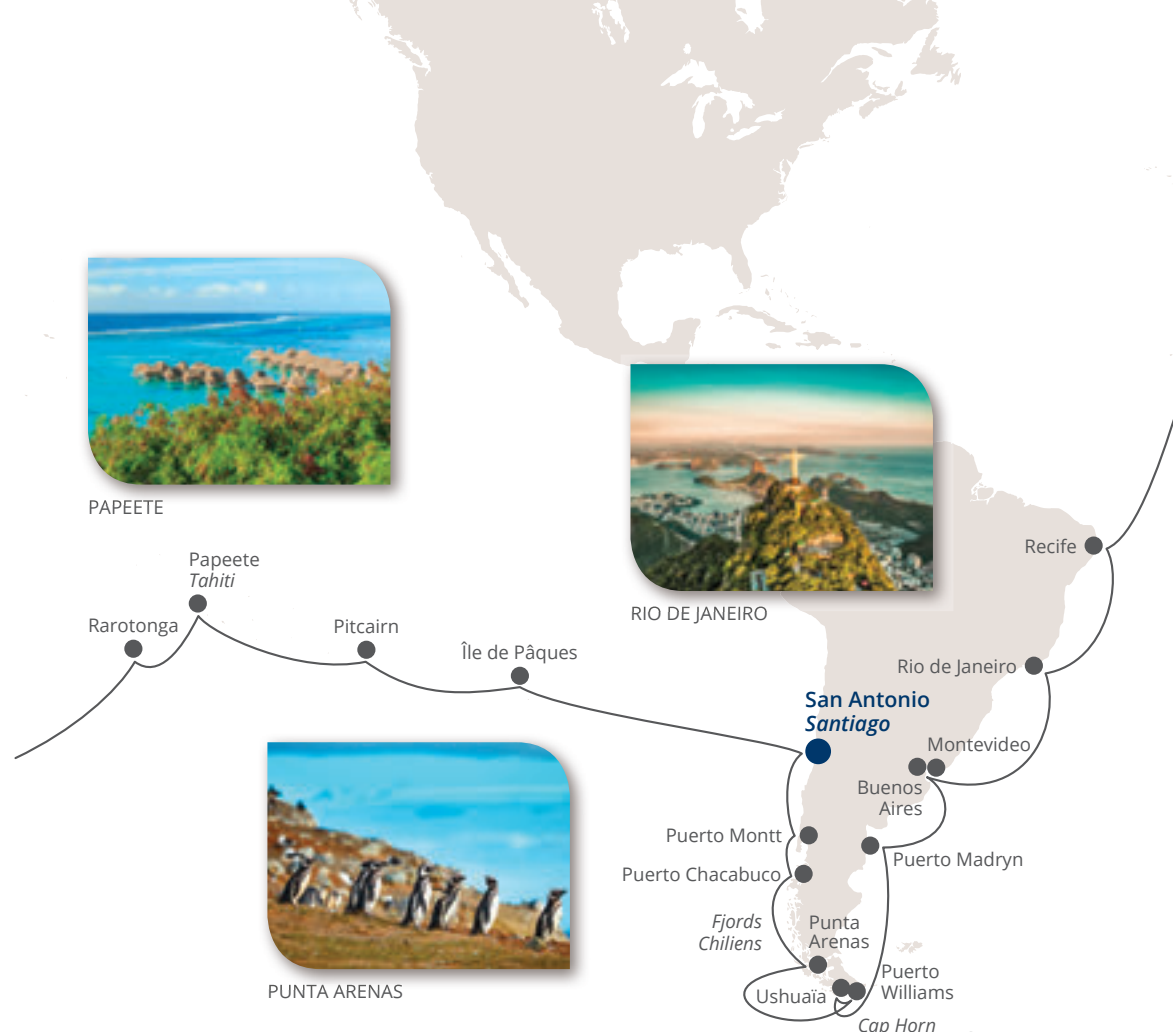 PAPEETE
Papeete
Tahiti
Rarotonga
Pitcairn
Île de Pâques
RIO DE JANEIRO
Recife
Rio de Janeiro
San Antonio
Santiago
Montevideo
Buenos
Aires
Puerto Montt
Puerto Madryn
Puerto Chacabuco
Fjords
Chiliens
Punta
Arenas
Puerto
Williams
Ushuaïa
Cap Horn
PUNTA ARENAS